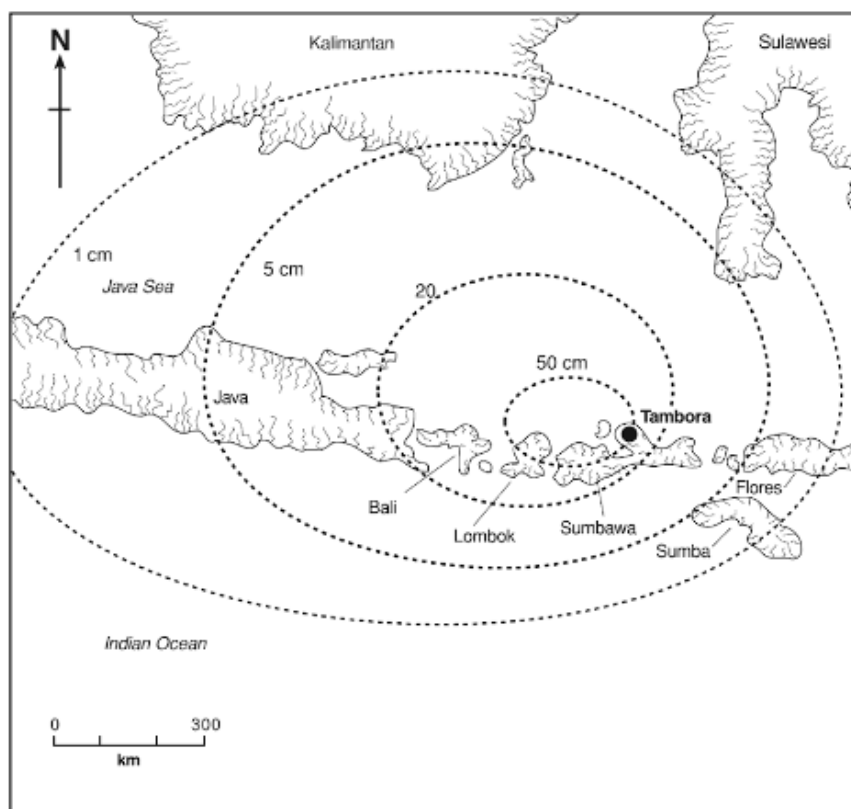 N
Kalimantan
Sulawesi
1 cm
Java Sea
5 cm
20
50 cm
Java
Tambora
Bali
Lombok
Sumbawa
Flores
Sumba
Indian Ocean
0 300
km